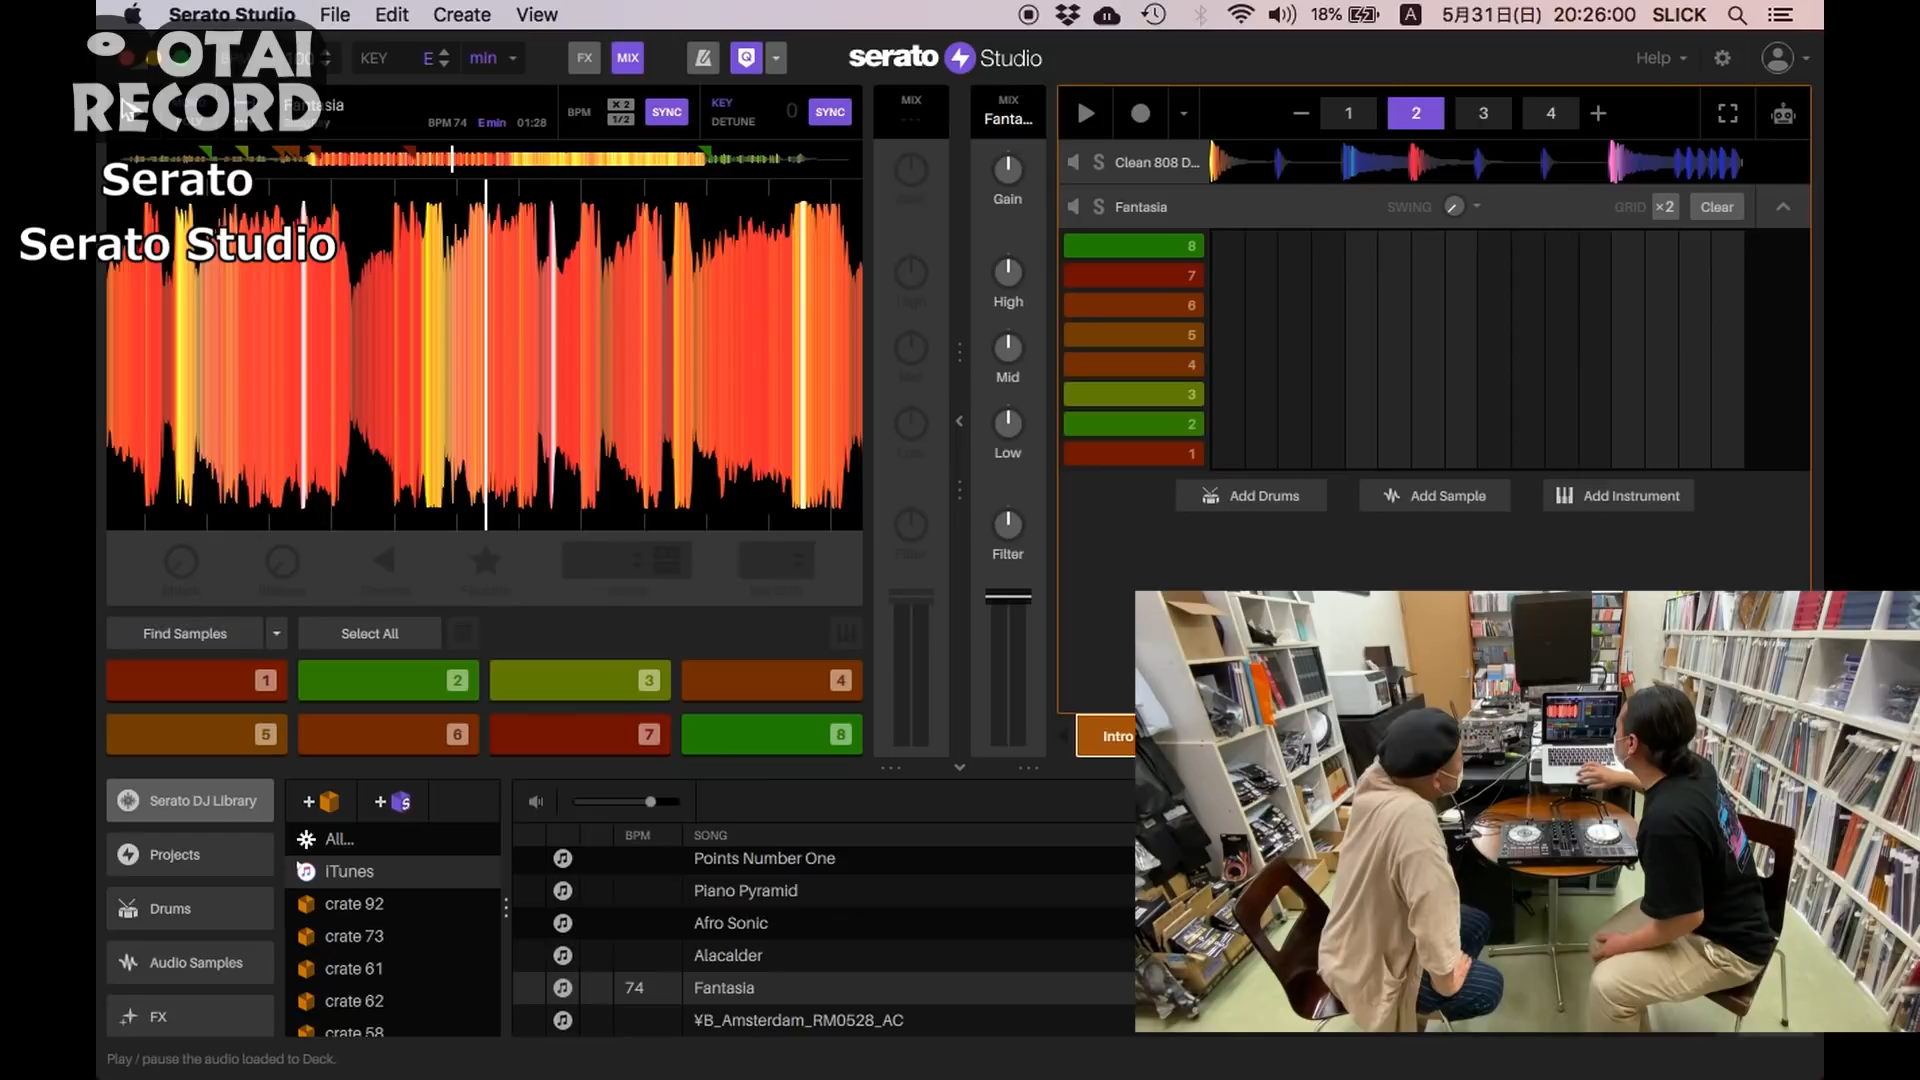 Serato Studio File Edit Create View 18% A 5月31日(日) 20:26:00 SLICK
OTAI
RECORD
Serato
Serato Studio
KEY E min FX MIX serato Studio Help
Fantasia BPM 74 E min 01:28 BPM x 2 1/2 SYNC KEY DETUNE 0 SYNC
MIX
MIX
Fanta...
1 2 3 4
S Clean 808 D...
S Fantasia SWING GRID x2 Clear
Gain
High
Mid
Low
Filter
8
7
6
5
4
3
2
1
Add Drums Add Sample Add Instrument
Find Samples Select All
1 2 3 4
5 6 7 8
Intro
Serato DJ Library
Projects
Drums
Audio Samples
FX
All...
iTunes
crate 92
crate 73
crate 61
crate 62
crate 58
BPM SONG
Points Number One
Piano Pyramid
Afro Sonic
Alacalder
74 Fantasia
¥B_Amsterdam_RM0528_AC
Play / pause the audio loaded to Deck.